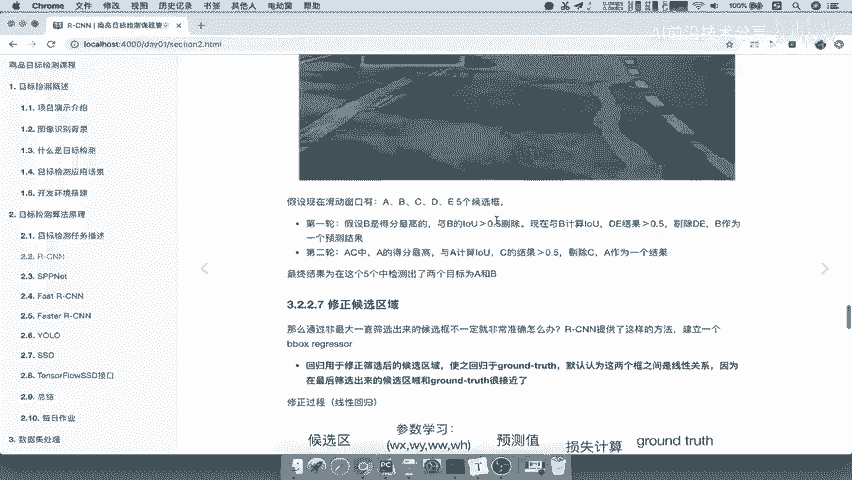 Chrome 文件 修改 视图 历史记录 书签 其他人 电动窗 帮助
100%
AI前沿技术分享
R-CNN | 商品目标检测课程
localhost:4000/day01/section2.html
商品目标检测课程
1. 目标检测概述
1.1. 项目演示介绍
1.2. 图像识别背景
1.3. 什么是目标检测
1.4. 目标检测应用场景
1.5. 开发环境搭建
2. 目标检测算法原理
2.1. 目标检测任务描述
2.2. R-CNN
2.3. SPPNet
2.4. Fast R-CNN
2.5. Faster R-CNN
2.6. YOLO
2.7. SSD
2.8. TensorFlowSSD接口
2.9. 总结
2.10. 每日作业
3. 数据集处理
假设现在滑动窗口有：A、B、C、D、E 5个候选框，
第一轮：假设B是得分最高的，与B的IoU＞0.5删除。现在与B计算IoU，DE结果＞0.5，剔除DE，B作为
一个预测结果
第二轮：AC中，A的得分最高，与A计算IoU，C的结果＞0.5，剔除C，A作为一个结果
最终结果为在这个5个中检测出了两个目标为A和B
3.2.2.7 修正候选区域
那么通过非最大一直筛选出来的候选框不一定就非常准确怎么办？R-CNN提供了这样的方法，建立一个
bbox regressor
回归用于修正筛选后的候选区域，使之回归于ground-truth，默认认为这两个框之间是线性关系，因为
在最后筛选出来的候选区域和ground-truth很接近了
修正过程（线性回归）
候选区 参数学习： 预测值 损失计算 ground truth
(wx,wy,ww,wh)